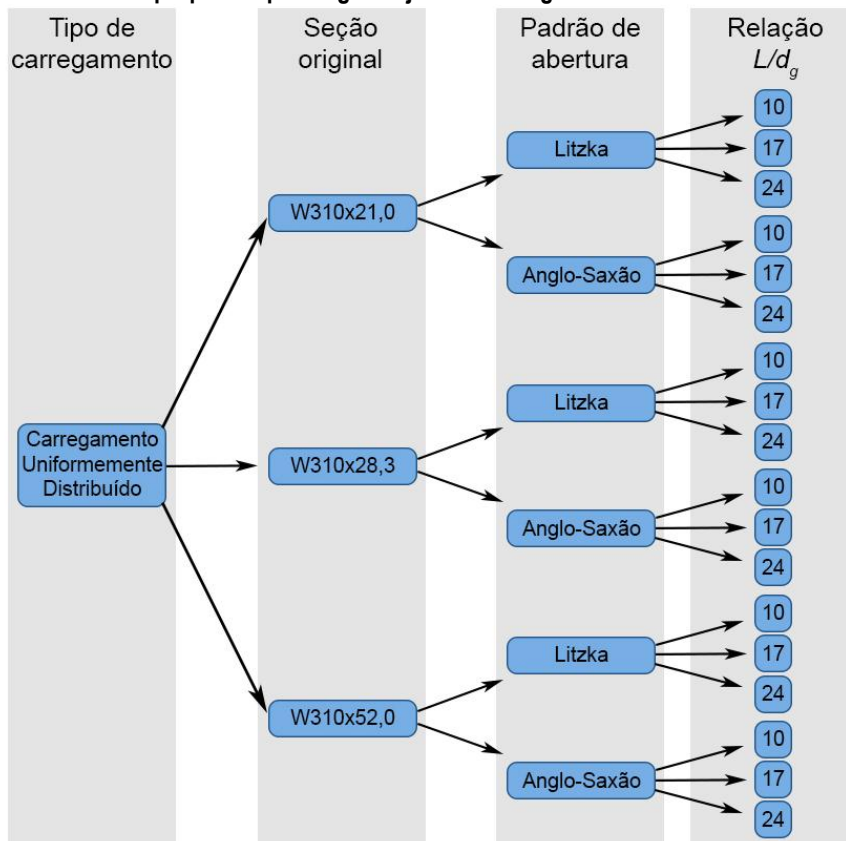 Tipo de
carregamento
Seção
original
Padrão de
abertura
Relação
L/dg
Carregamento
Uniformemente
Distribuído
W310x21,0
Litzka
10
17
24
Anglo-Saxão
10
17
24
W310x28,3
Litzka
10
17
24
Anglo-Saxão
10
17
24
W310x52,0
Litzka
10
17
24
Anglo-Saxão
10
17
24